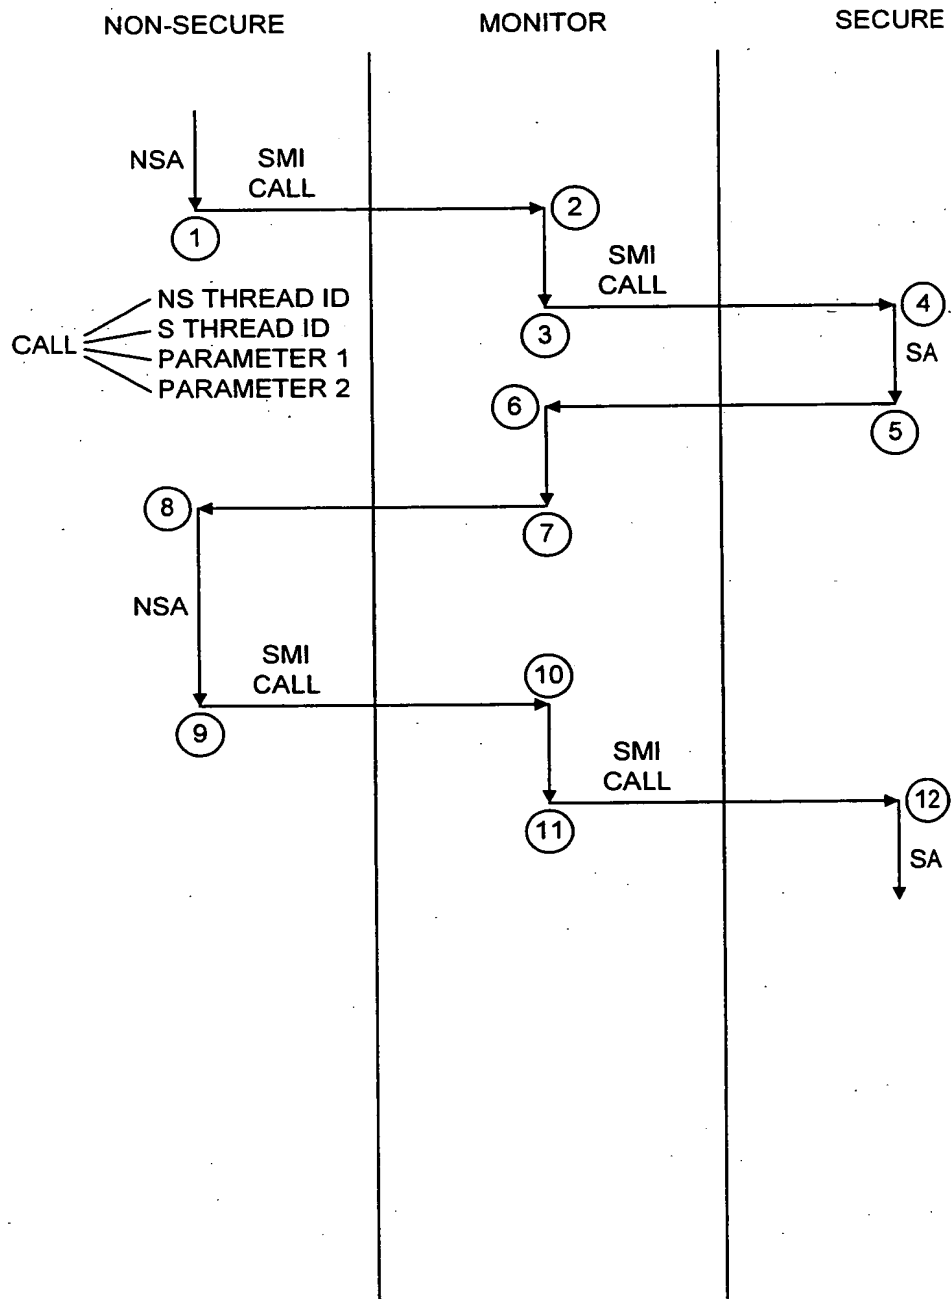 NON-SECURE
MONITOR
SECURE
NSA
SMI
CALL
1
2
SMI
CALL
3
4
CALL
NS THREAD ID
S THREAD ID
PARAMETER 1
PARAMETER 2
SA
6
5
8
7
NSA
SMI
CALL
10
9
SMI
CALL
11
12
SA